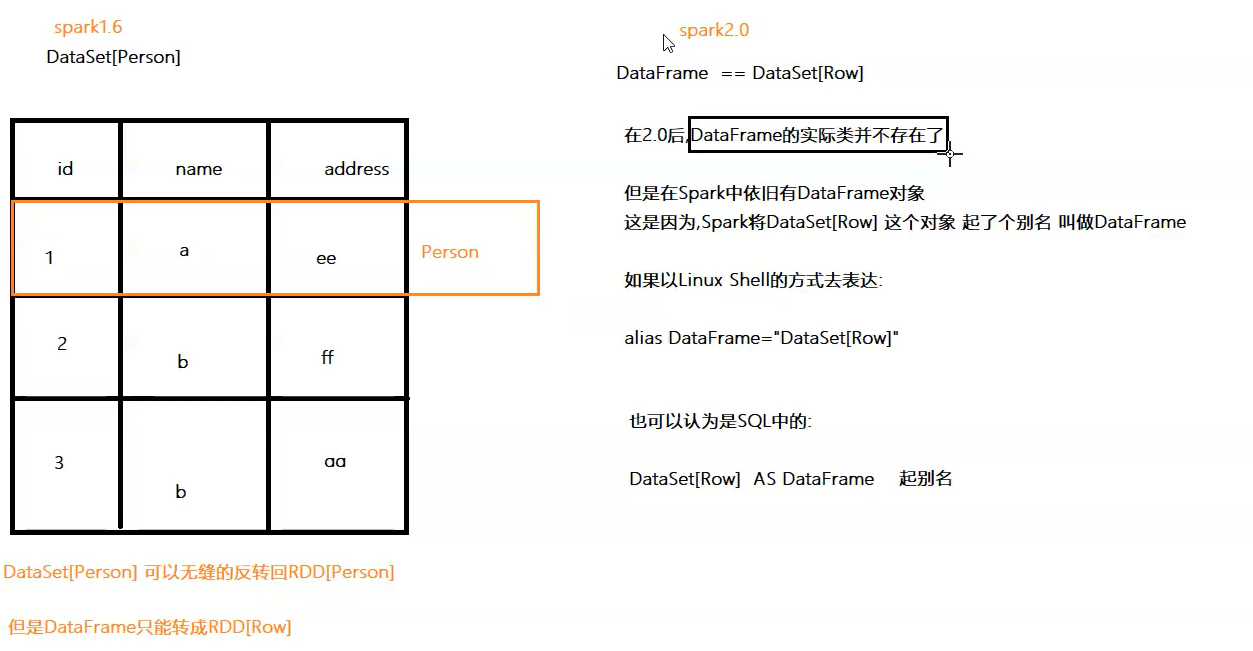 spark1.6
DataSet[Person]
id name address
1 a ee Person
2 b ff
3 b aa
DataSet[Person] 可以无缝的反转回RDD[Person]
但是DataFrame只能转成RDD[Row]
spark2.0
DataFrame == DataSet[Row]
在2.0后,DataFrame的实际类并不存在了
但是在Spark中依旧有DataFrame对象
这是因为,Spark将DataSet[Row] 这个对象 起了个别名 叫做DataFrame
如果以Linux Shell的方式去表达:
alias DataFrame="DataSet[Row]"
也可以认为是SQL中的:
DataSet[Row] AS DataFrame 起别名